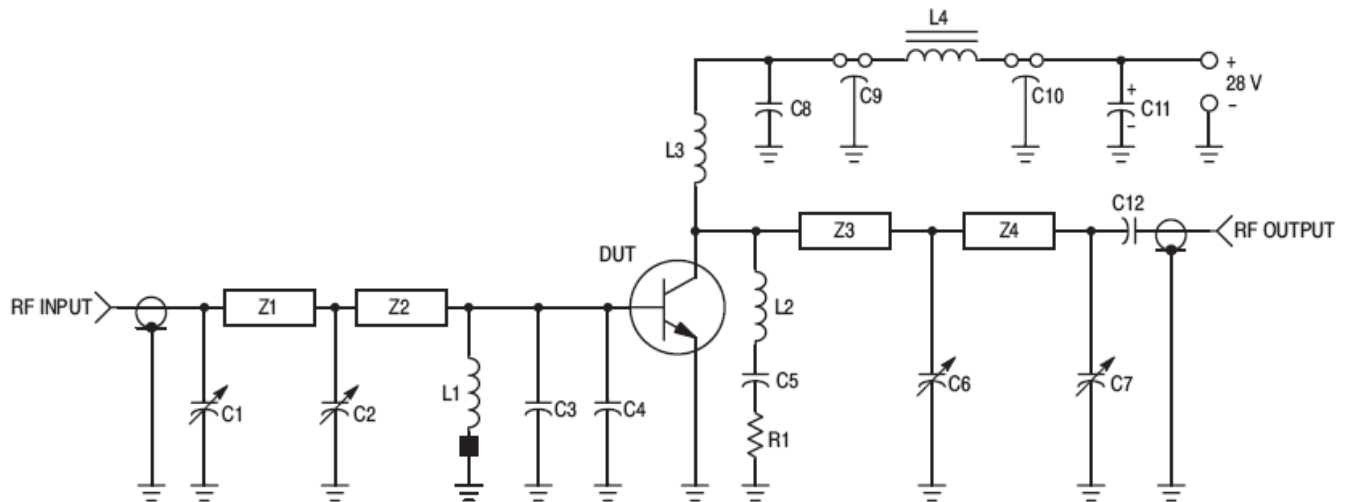 L4
+
28 V
–
C8
C9
C10
+
C11
–
L3
C12
Z3
Z4
RF OUTPUT
DUT
RF INPUT
Z1
Z2
L2
L1
C5
C6
C7
C1
C2
C3
C4
R1